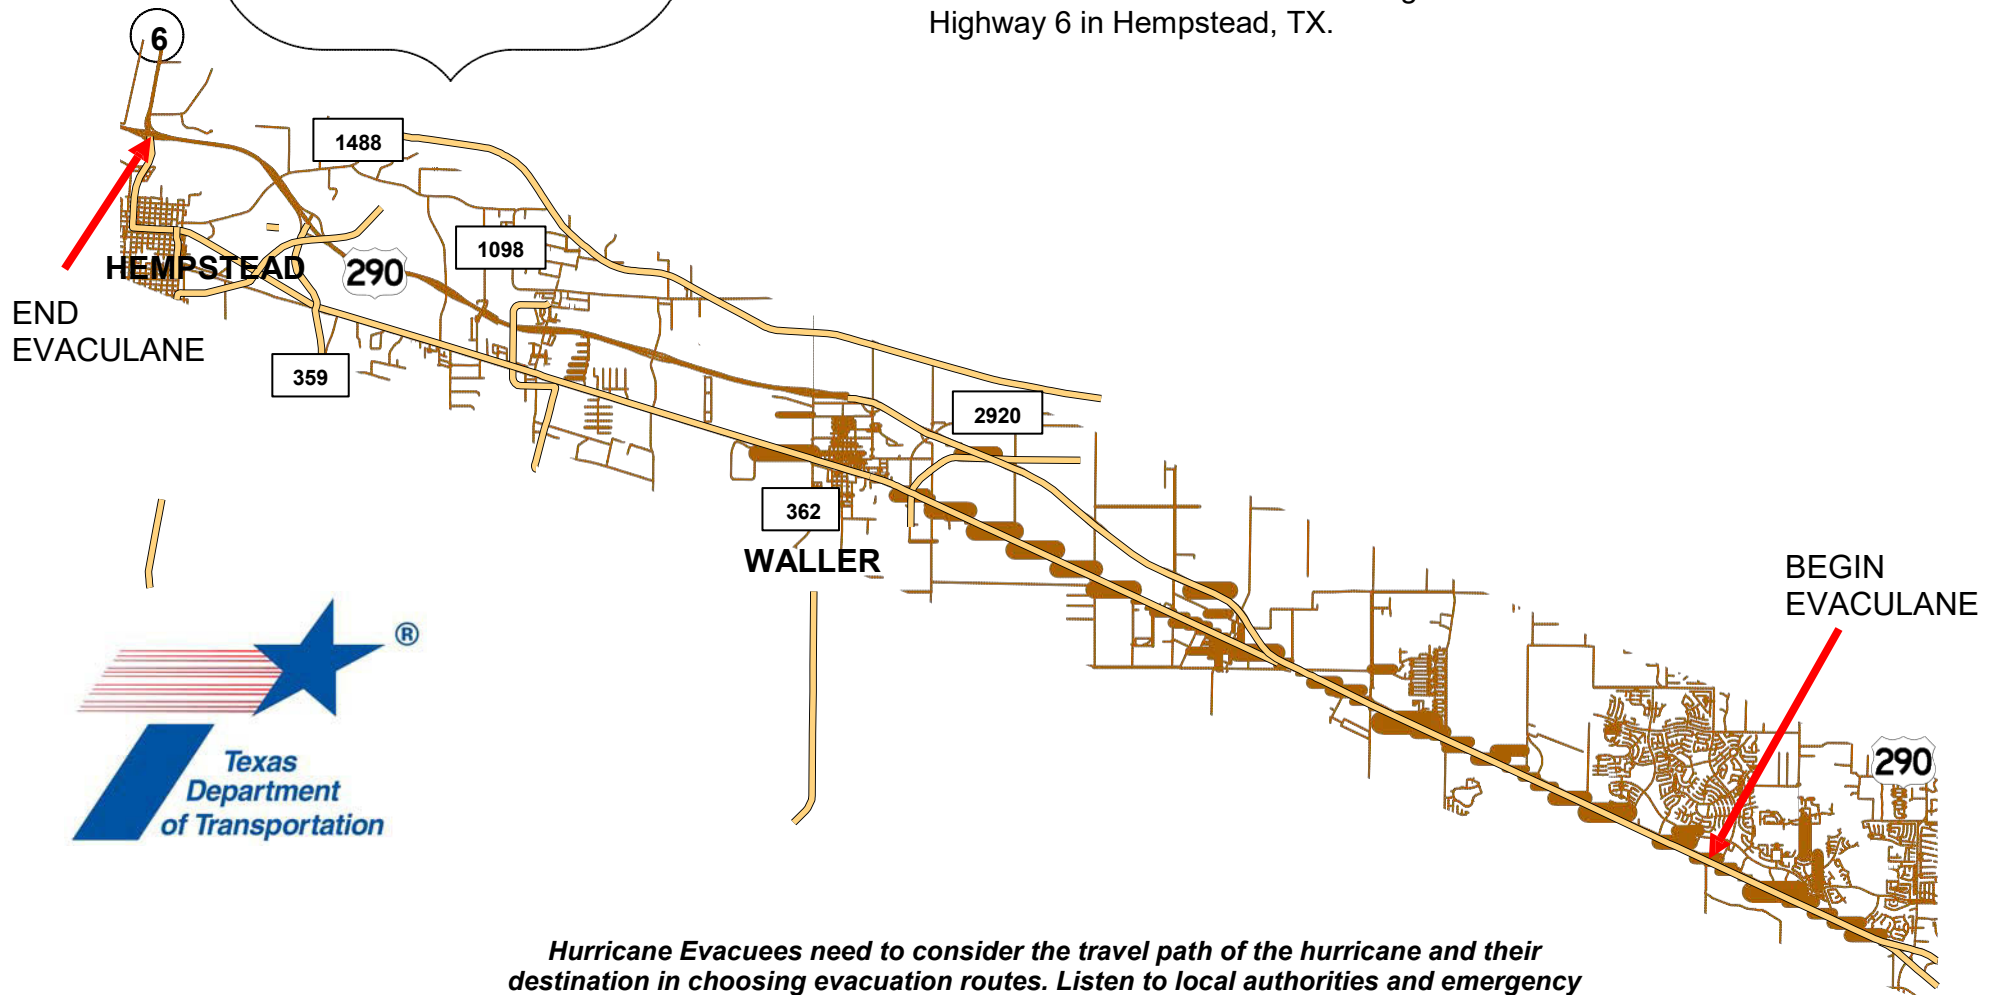 Highway 6 in Hempstead, TX.
6
1488
1098
HEMPSTEAD
290
END
EVACULANE
359
2920
362
WALLER
BEGIN
EVACULANE
290
®
Texas
Department
of Transportation
Hurricane Evacuees need to consider the travel path of the hurricane and their
destination in choosing evacuation routes. Listen to local authorities and emergency